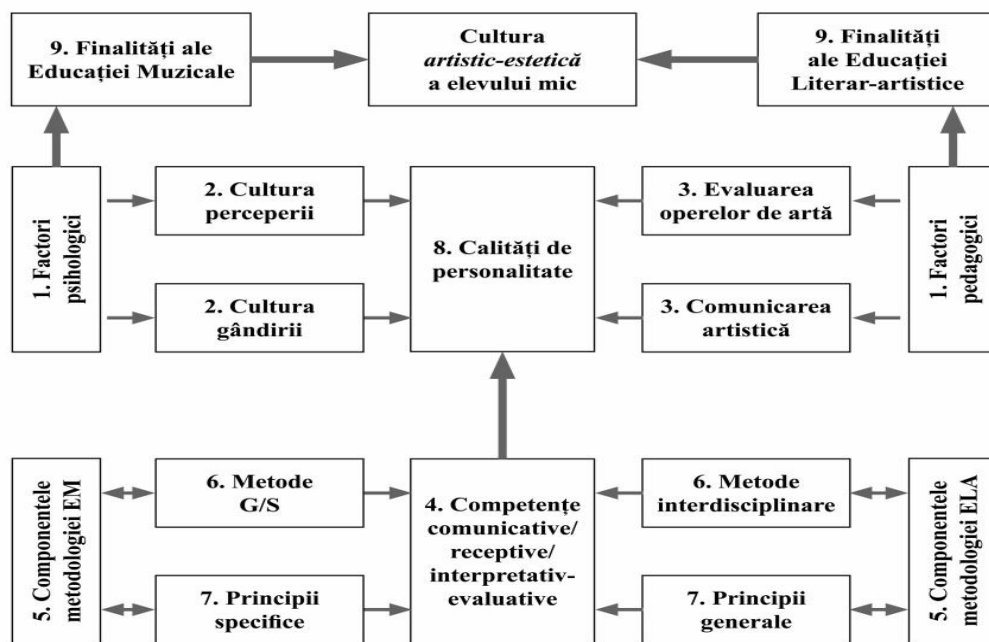 9. Finalități ale
Educației Muzicale
Cultura
artistic-estetică
a elevului mic
9. Finalități
ale Educației
Literar-artistice
1. Factori
psihologici
2. Cultura
perceperii
3. Evaluarea
operelor de artă
1. Factori
pedagogici
8. Calități de
personalitate
2. Cultura
gândirii
3. Comunicarea
artistică
5. Componentele
metodologiei EM
6. Metode
G/S
4. Competențe
comunicative/
receptive/
interpretativ-
evaluative
6. Metode
interdisciplinare
5. Componentele
metodologiei ELA
7. Principii
specifice
7. Principii
generale